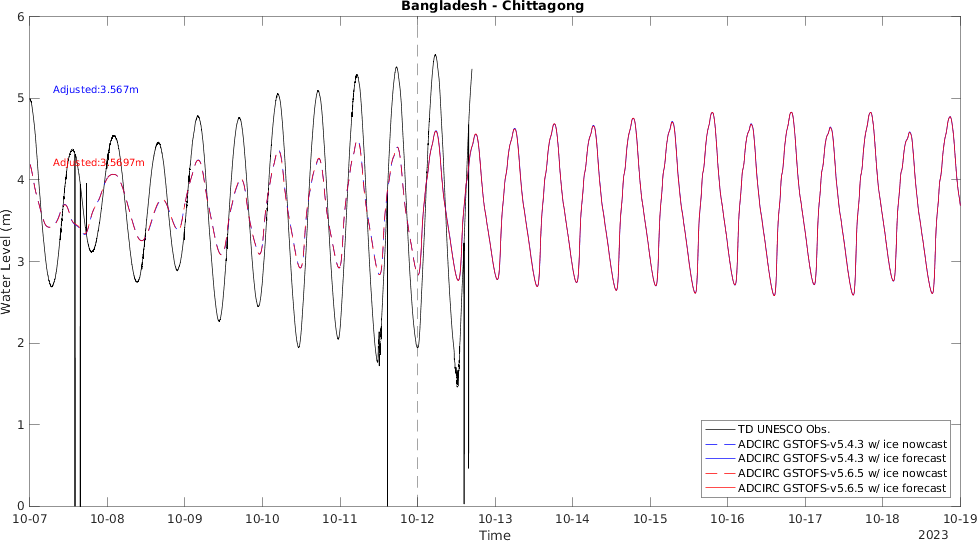 Bangladesh - Chittagong
6
5
4
3
2
1
0
Water Level (m)
Adjusted:3.567m
Adjusted:3.5697m
TD UNESCO Obs.
ADCIRC GSTOFS-v5.4.3 w/ ice nowcast
ADCIRC GSTOFS-v5.4.3 w/ ice forecast
ADCIRC GSTOFS-v5.6.5 w/ ice nowcast
ADCIRC GSTOFS-v5.6.5 w/ ice forecast
10-07 10-08 10-09 10-10 10-11 10-12 10-13 10-14 10-15 10-16 10-17 10-18 10-19
Time
2023